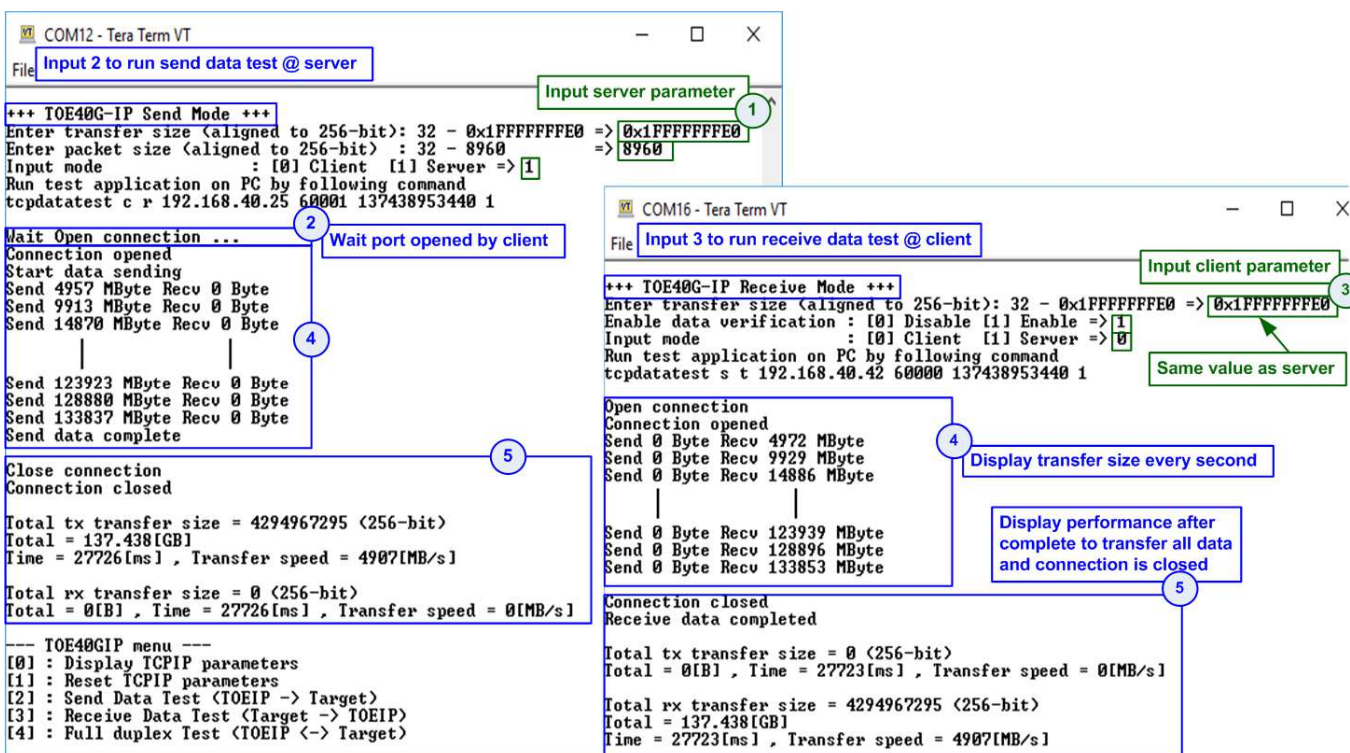 COM12 - Tera Term VT
File
Input 2 to run send data test @ server
Input server parameter
1
+++ TOE40G-IP Send Mode +++
Enter transfer size (aligned to 256-bit): 32 - 0x1FFFFFFFE0 => 0x1FFFFFFFE0
Enter packet size (aligned to 256-bit) : 32 - 8960 => 8960
Input mode : [0] Client [1] Server => 1
Run test application on PC by following command
tcpdatatest c r 192.168.40.25 60001 137438953440 1
2
Wait Open connection ...
Wait port opened by client
Connection opened
Start data sending
Send 4957 MByte Recv 0 Byte
Send 9913 MByte Recv 0 Byte
Send 14870 MByte Recv 0 Byte
4
Send 123923 MByte Recv 0 Byte
Send 128880 MByte Recv 0 Byte
Send 133837 MByte Recv 0 Byte
Send data complete
5
Close connection
Connection closed
Total tx transfer size = 4294967295 (256-bit)
Total = 137.438[GB]
Time = 27726[ms] , Transfer speed = 4907[MB/s]
Total rx transfer size = 0 (256-bit)
Total = 0[B] , Time = 27726[ms] , Transfer speed = 0[MB/s]
--- TOE40GIP menu ---
[0] : Display TCPIP parameters
[1] : Reset TCPIP parameters
[2] : Send Data Test (TOEIP -> Target)
[3] : Receive Data Test (Target -> TOEIP)
[4] : Full duplex Test (TOEIP <-> Target)
COM16 - Tera Term VT
File
Input 3 to run receive data test @ client
Input client parameter
3
+++ TOE40G-IP Receive Mode +++
Enter transfer size (aligned to 256-bit): 32 - 0x1FFFFFFFE0 => 0x1FFFFFFFE0
Enable data verification : [0] Disable [1] Enable => 1
Input mode : [0] Client [1] Server => 0
Run test application on PC by following command
tcpdatatest s t 192.168.40.42 60000 137438953440 1
Same value as server
Open connection
Connection opened
Send 0 Byte Recv 4972 MByte
Send 0 Byte Recv 9929 MByte
Send 0 Byte Recv 14886 MByte
4
Display transfer size every second
Send 0 Byte Recv 123939 MByte
Send 0 Byte Recv 128896 MByte
Send 0 Byte Recv 133853 MByte
Display performance after
complete to transfer all data
and connection is closed
5
Connection closed
Receive data completed
Total tx transfer size = 0 (256-bit)
Total = 0[B] , Time = 27723[ms] , Transfer speed = 0[MB/s]
Total rx transfer size = 4294967295 (256-bit)
Total = 137.438[GB]
Time = 27723[ms] , Transfer speed = 4907[MB/s]